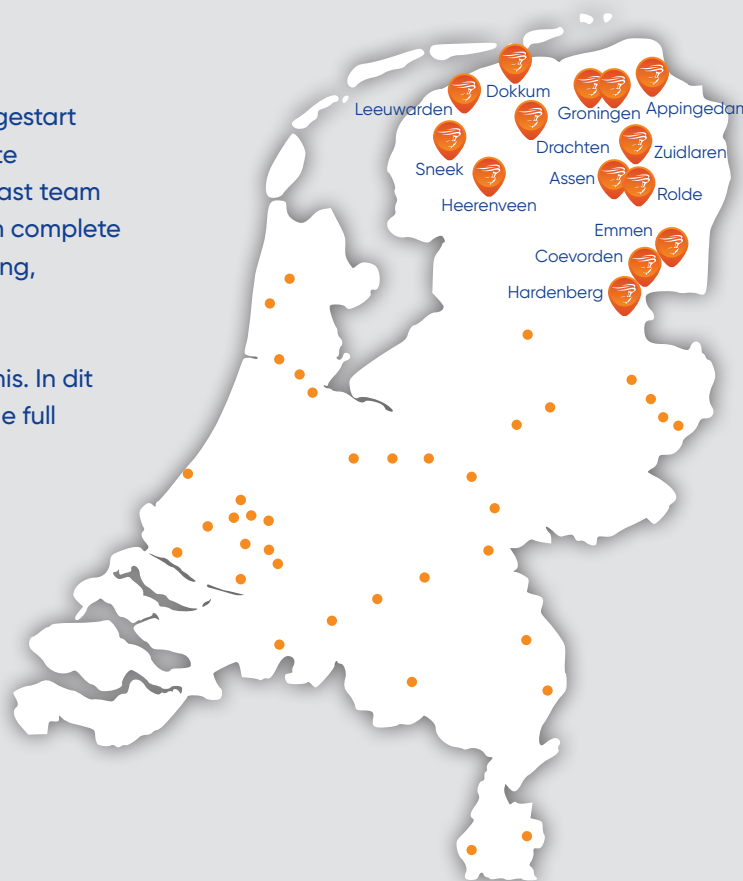 gestart
te
ast team
n complete
ng,
nis. In dit
e full
Dokkum
Leeuwarden
Groningen
Appingedam
Drachten
Zuidlaren
Sneek
Assen
Rolde
Heerenveen
Emmen
Coevorden
Hardenberg